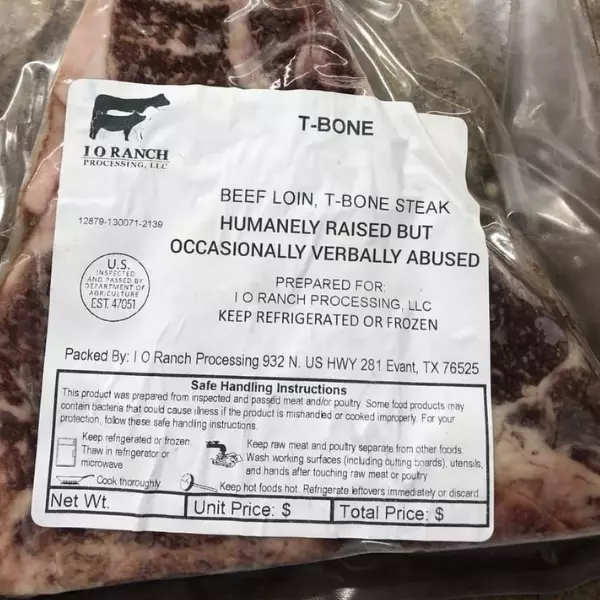 T-BONE
I O RANCH
PROCESSING, LLC
BEEF LOIN, T-BONE STEAK
12879-130071-2139
HUMANELY RAISED BUT
OCCASIONALLY VERBALLY ABUSED
U.S.
INSPECTED
AND PASSED BY
DEPARTMENT OF
AGRICULTURE
EST. 47051
PREPARED FOR:
I O RANCH PROCESSING, LLC
KEEP REFRIGERATED OR FROZEN
Packed By: I O Ranch Processing 932 N. US HWY 281 Evant, TX 76525
Safe Handling Instructions
This product was prepared from inspected and passed meat and/or poultry. Some food products may
contain bacteria that could cause illness if the product is mishandled or cooked improperly. For your
protection, follow these safe handling instructions.
Keep refrigerated or frozen.
Thaw in refrigerator or
microwave
Keep raw meat and poultry separate from other foods.
Wash working surfaces (including cutting boards), utensils,
and hands after touching raw meat or poultry
Cook thoroughly
Keep hot foods hot. Refrigerate leftovers immediately or discard
Net Wt.
Unit Price: $
Total Price: $